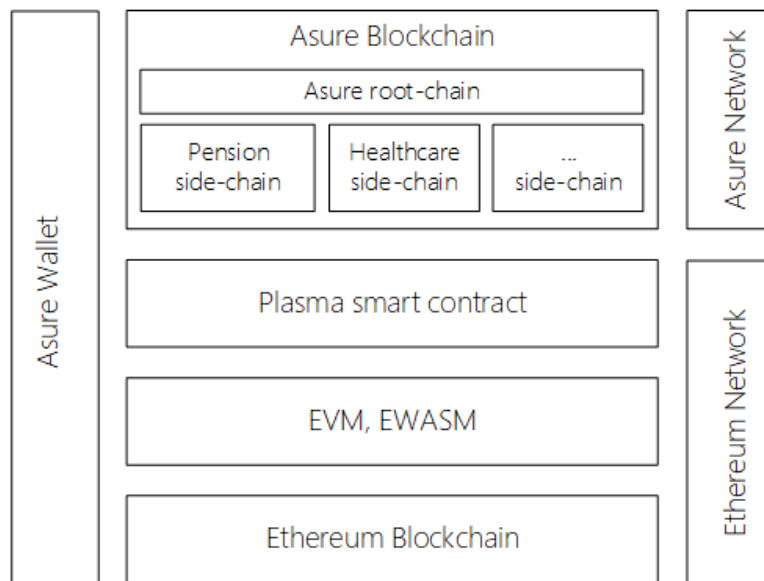 Asure Wallet
Asure Blockchain
Asure root-chain
Pension
side-chain
Healthcare
side-chain
...
side-chain
Plasma smart contract
EVM, EWASM
Ethereum Blockchain
Asure Network
Ethereum Network